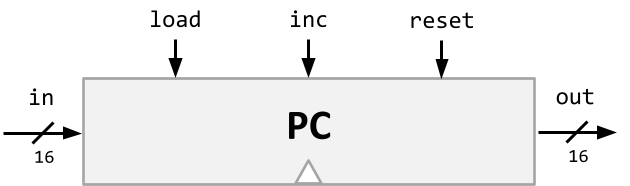 load inc reset
in PC out
16 16